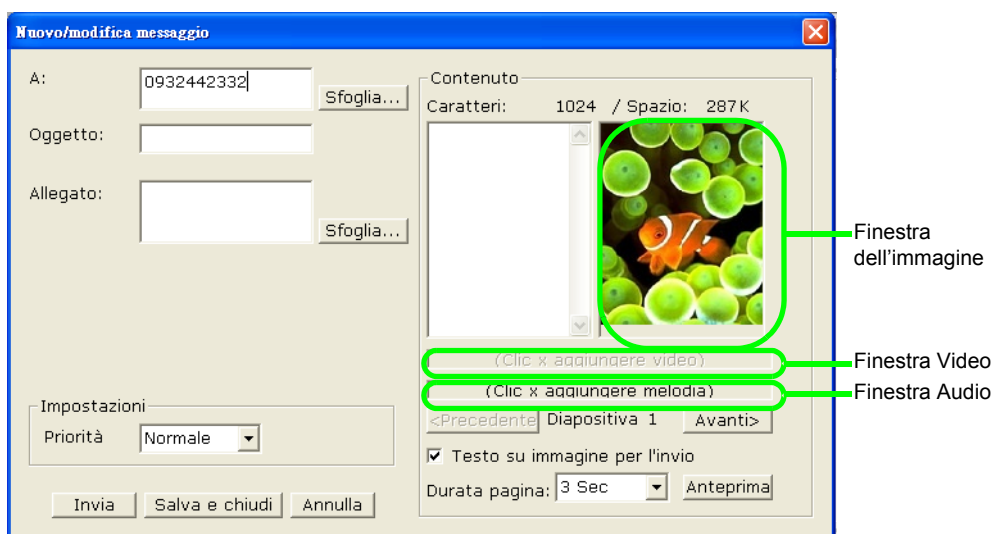 Nuovo/modifica messaggio
A:
0932442332
Sfoglia...
Oggetto:
Allegato:
Sfoglia...
Impostazioni
Priorità
Normale
Invia
Salva e chiudi
Annulla
Contenuto
Caratteri: 1024 / Spazio: 287K
(Clic x aggiungere video)
(Clic x aggiungere melodia)
<Precedente Diapositiva 1 Avanti>
Testo su immagine per l'invio
Durata pagina: 3 Sec Anteprima
Finestra
dell'immagine
Finestra Video
Finestra Audio